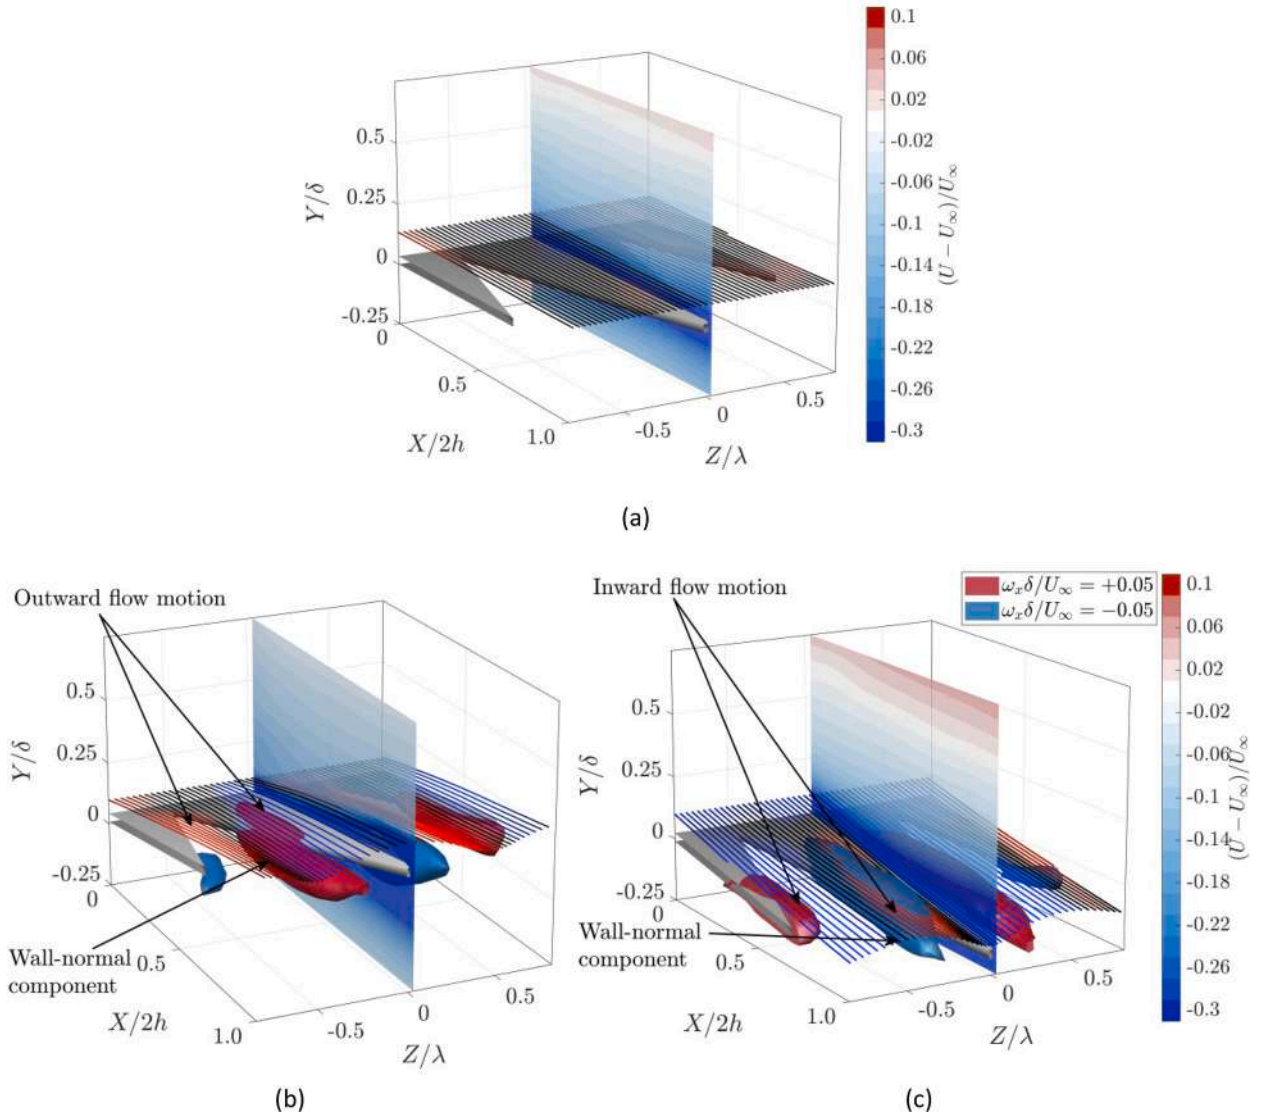 0.1
0.06
0.02
-0.02
-0.06
-0.1
-0.14
-0.18
-0.22
-0.26
-0.3
(U − U∞)/U∞
0.5
0.25
0
-0.25
Y/δ
0
0.5
1.0
X/2h
-0.5
0
0.5
Z/λ
(a)
Outward flow motion
0.5
0.25
0
-0.25
Y/δ
Wall-normal
component
0
0.5
1.0
X/2h
-0.5
0
0.5
Z/λ
(b)
Inward flow motion
ωxδ/U∞ = +0.05
ωxδ/U∞ = −0.05
0.1
0.06
0.02
-0.02
-0.06
-0.1
-0.14
-0.18
-0.22
-0.26
-0.3
(U − U∞)/U∞
0.5
0.25
0
-0.25
Y/δ
Wall-normal
component
0
0.5
1.0
X/2h
-0.5
0
0.5
Z/λ
(c)